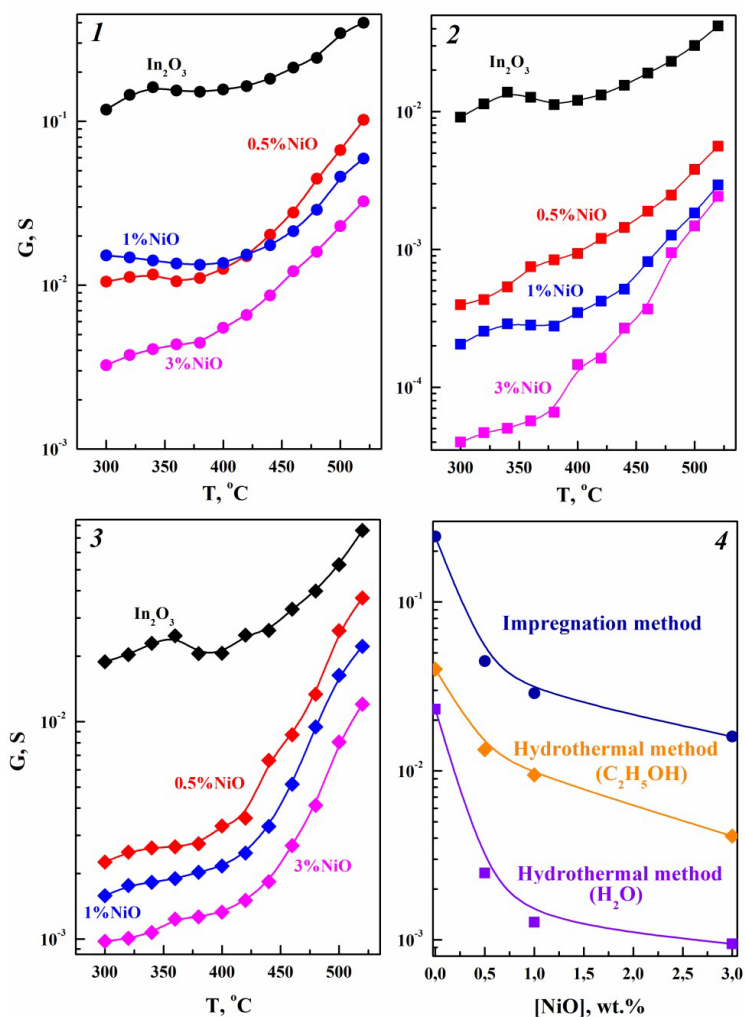 1
In₂O₃
0.5%NiO
1%NiO
3%NiO
10⁻¹
10⁻²
10⁻³
G, S
300 350 400 450 500
T, °C
2
In₂O₃
0.5%NiO
1%NiO
3%NiO
10⁻²
10⁻³
10⁻⁴
300 350 400 450 500
T, °C
3
In₂O₃
0.5%NiO
1%NiO
3%NiO
10⁻²
10⁻³
G, S
300 350 400 450 500
T, °C
4
Impregnation method
Hydrothermal method
(C₂H₅OH)
Hydrothermal method
(H₂O)
10⁻¹
10⁻²
10⁻³
0,0 0,5 1,0 1,5 2,0 2,5 3,0
[NiO], wt.%